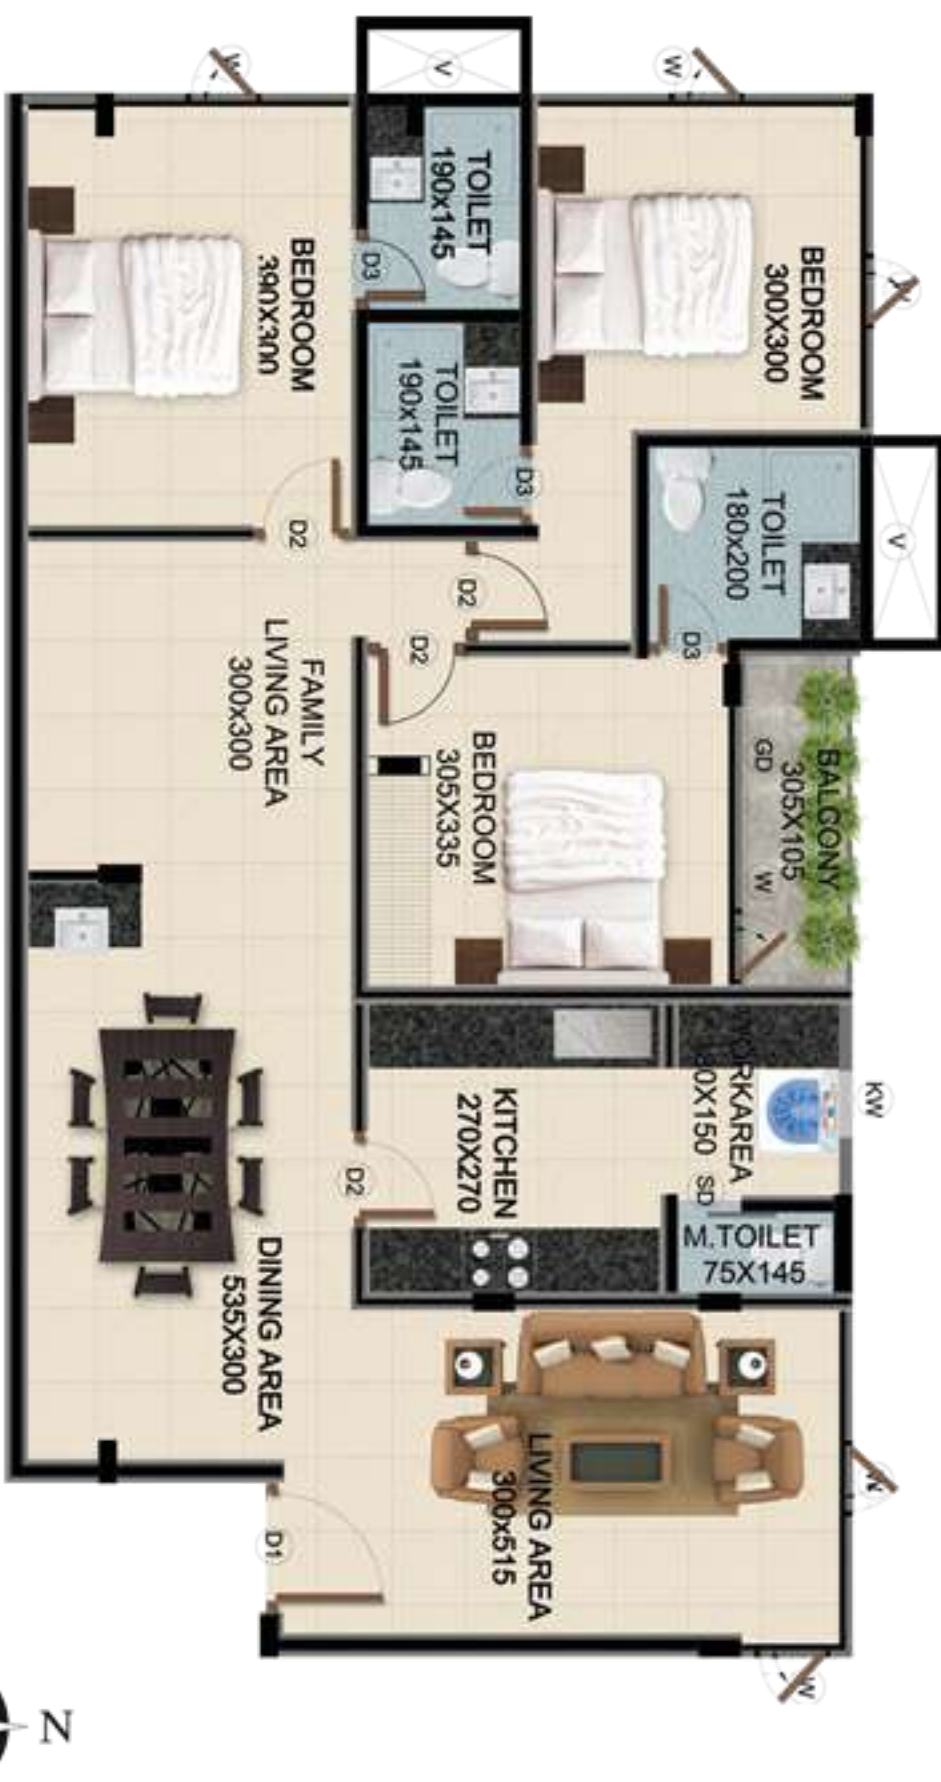 W
V
W
TOILET
190x145
D3
BEDROOM
390X300
BEDROOM
300X300
TOILET
190x145
D3
TOILET
180x200
V
D2
D2
D2
D3
FAMILY
LIVING AREA
300x300
BEDROOM
305X335
BALCONY
305X105
GD
W
KITCHEN
270X270
80X150
KW
SD
D2
M.TOILET
75X145
DINING AREA
535X300
LIVING AREA
300x515
W
D1
W
N